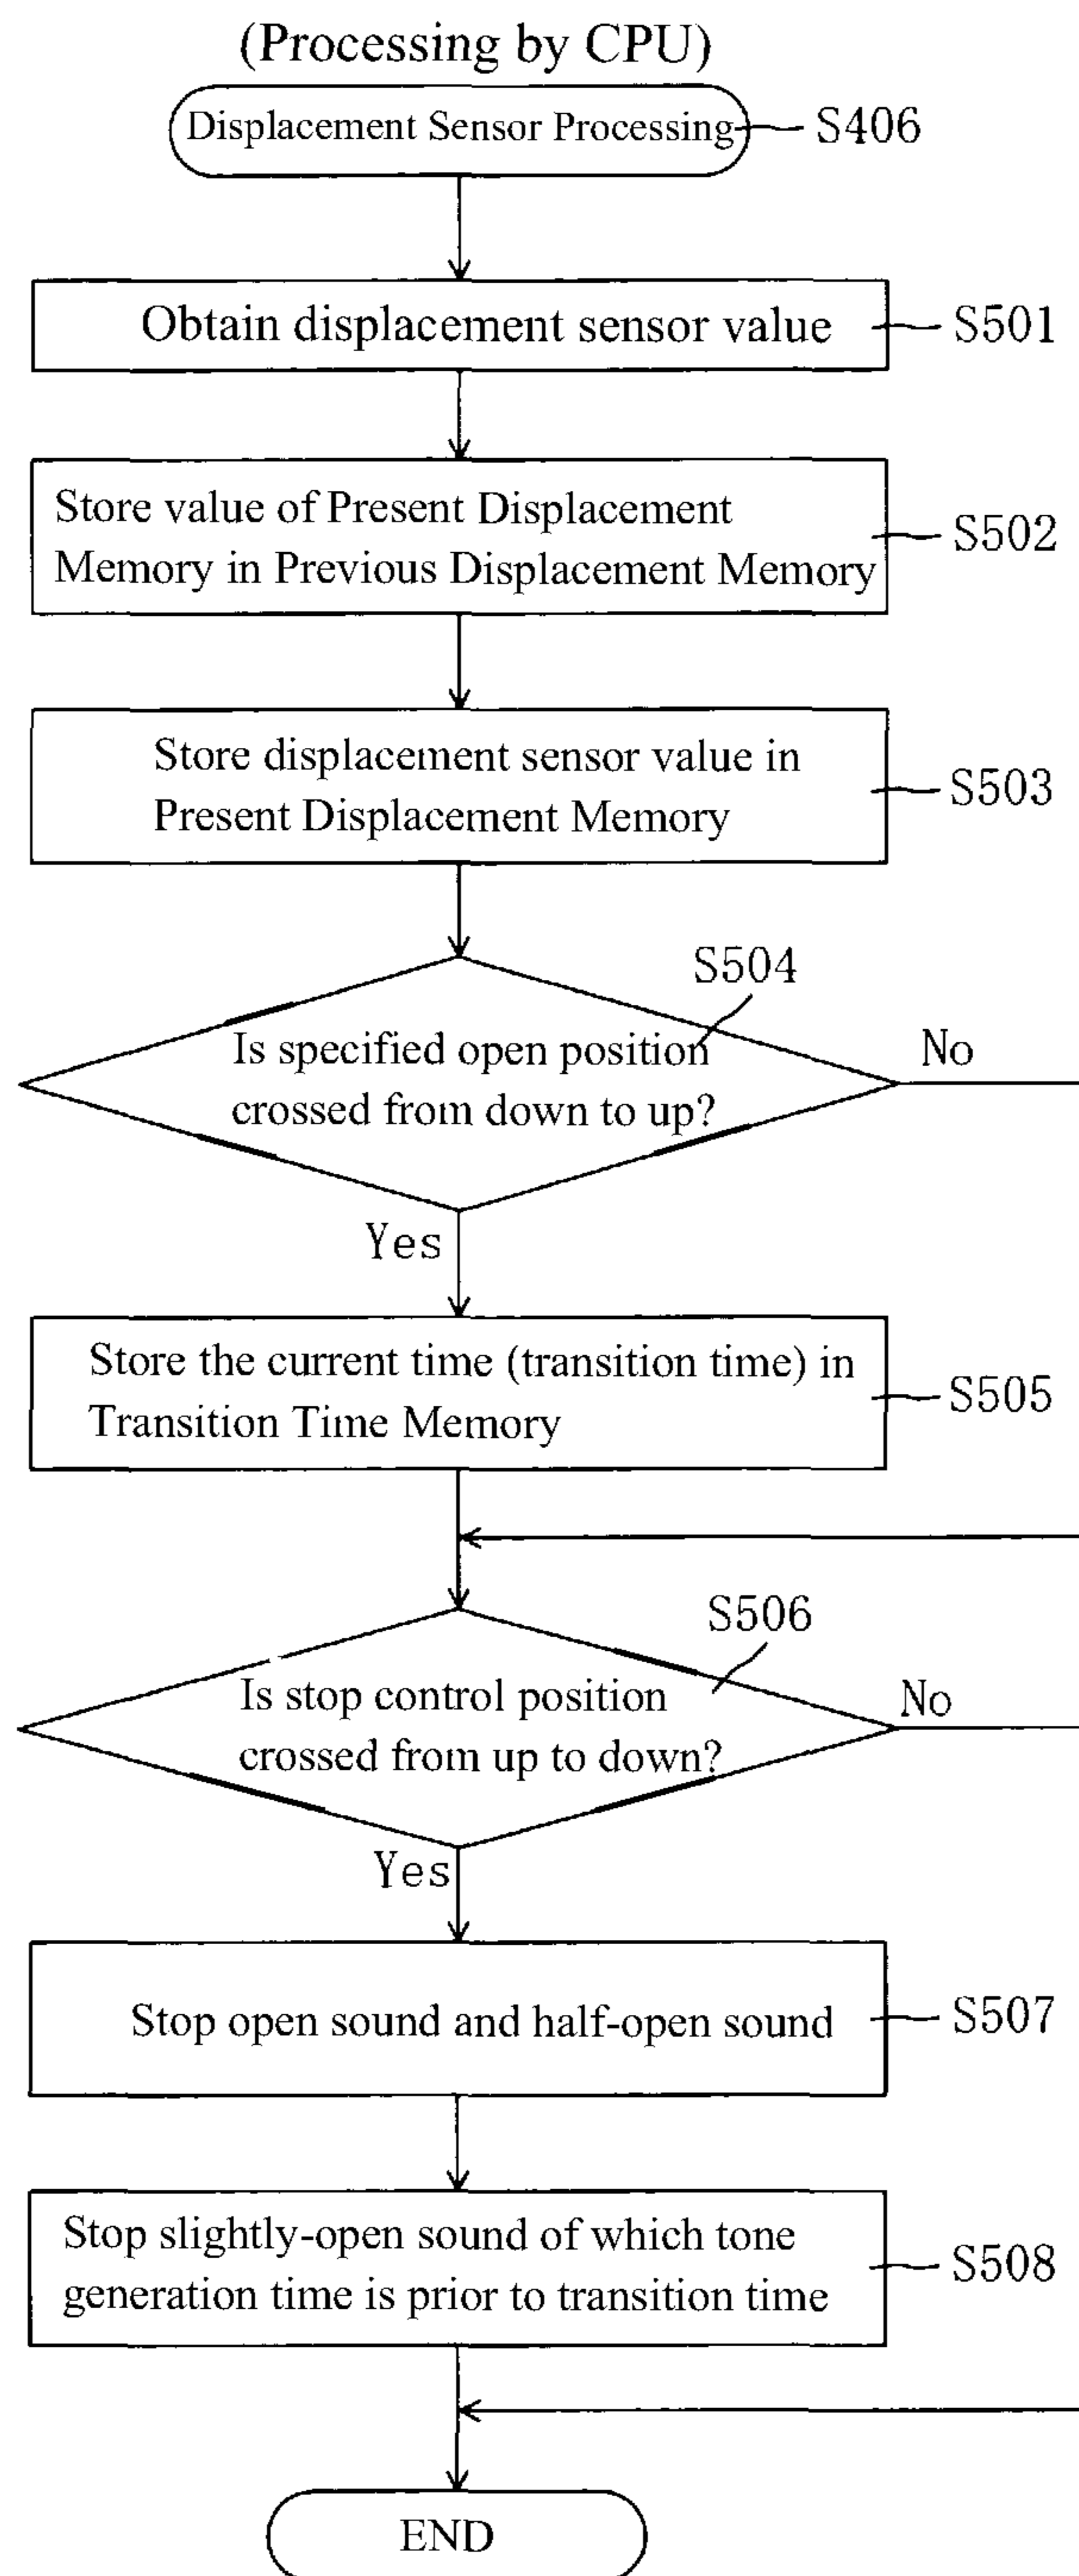 (Processing by CPU)
Displacement Sensor Processing
S406
Obtain displacement sensor value
S501
Store value of Present Displacement
Memory in Previous Displacement Memory
S502
Store displacement sensor value in
Present Displacement Memory
S503
S504
Is specified open position
crossed from down to up?
No
Yes
Store the current time (transition time) in
Transition Time Memory
S505
S506
Is stop control position
crossed from up to down?
No
Yes
Stop open sound and half-open sound
S507
Stop slightly-open sound of which tone
generation time is prior to transition time
S508
END